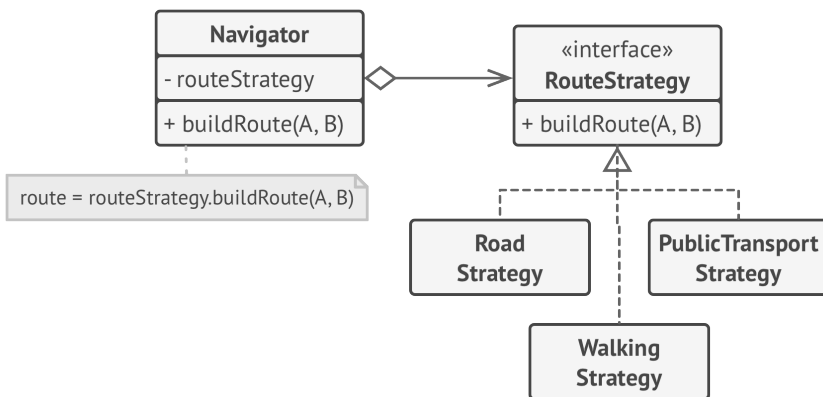 Navigator
- routeStrategy
+ buildRoute(A, B)
route = routeStrategy.buildRoute(A, B)
«interface»
RouteStrategy
+ buildRoute(A, B)
Road
Strategy
PublicTransport
Strategy
Walking
Strategy